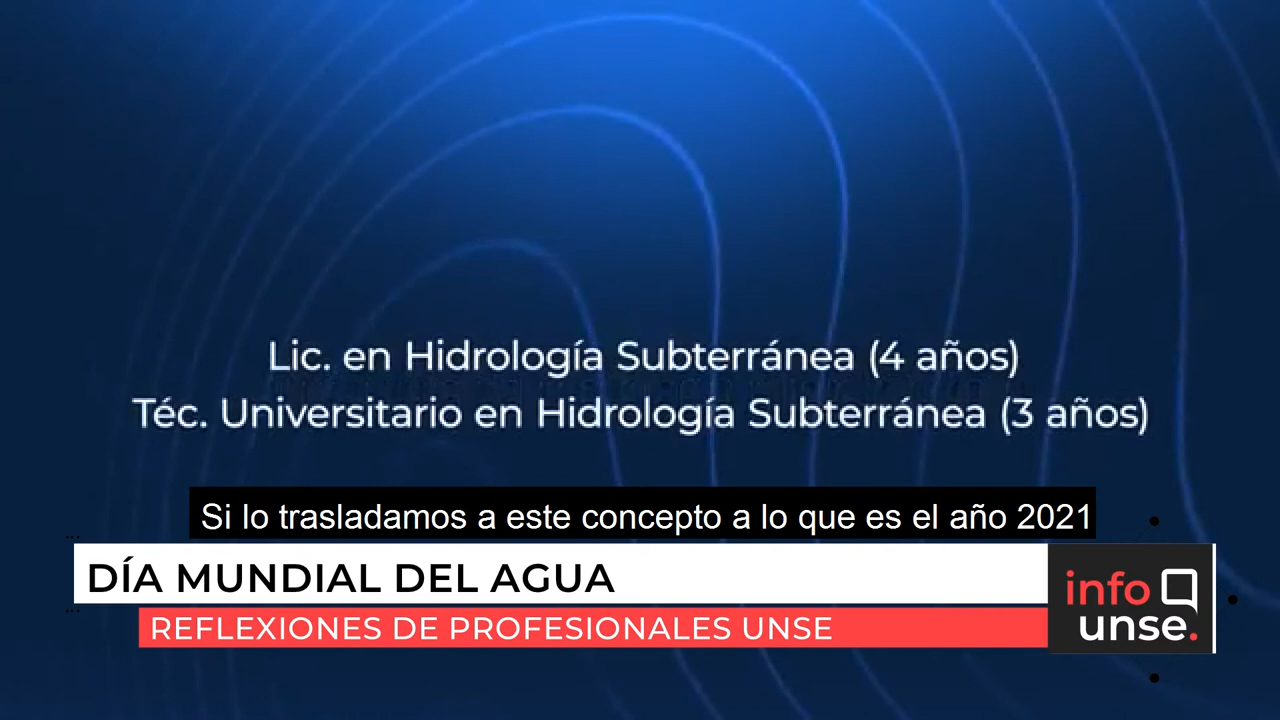 Lic. en Hidrología Subterránea (4 años)
Téc. Universitario en Hidrología Subterránea (3 años)
Si lo trasladamos a este concepto a lo que es el año 2021
DÍA MUNDIAL DEL AGUA
REFLEXIONES DE PROFESIONALES UNSE
info
unse.